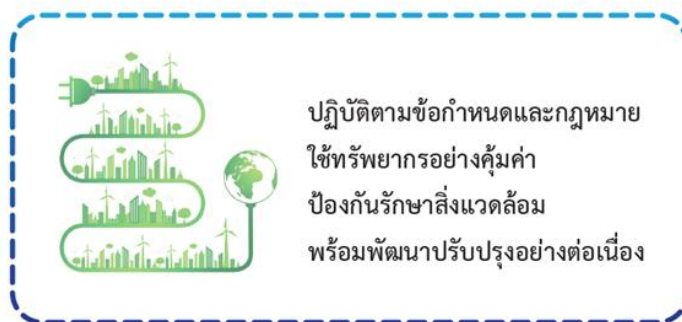 ปฏิบัติตามข้อกำหนดและกฎหมาย
ใช้ทรัพยากรอย่างคุ้มค่า
ป้องกันรักษาสิ่งแวดล้อม
พร้อมพัฒนาปรับปรุงอย่างต่อเนื่อง